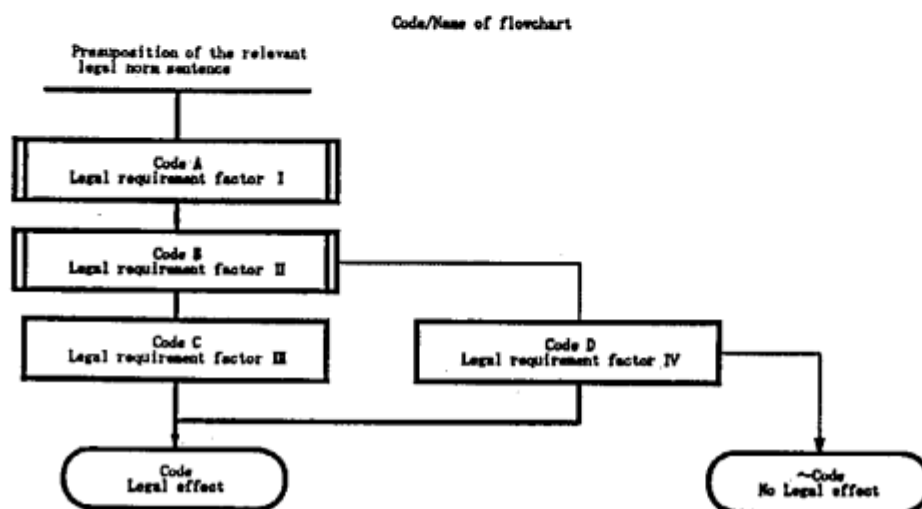 Code/Name of flowchart
Presuposition of the relevant
legal norm sentence
Code A
Legal requirement factor I
Code B
Legal requirement factor II
Code C
Legal requirement factor III
Code D
Legal requirement factor IV
Code
Legal effect
~Code
No Legal effect